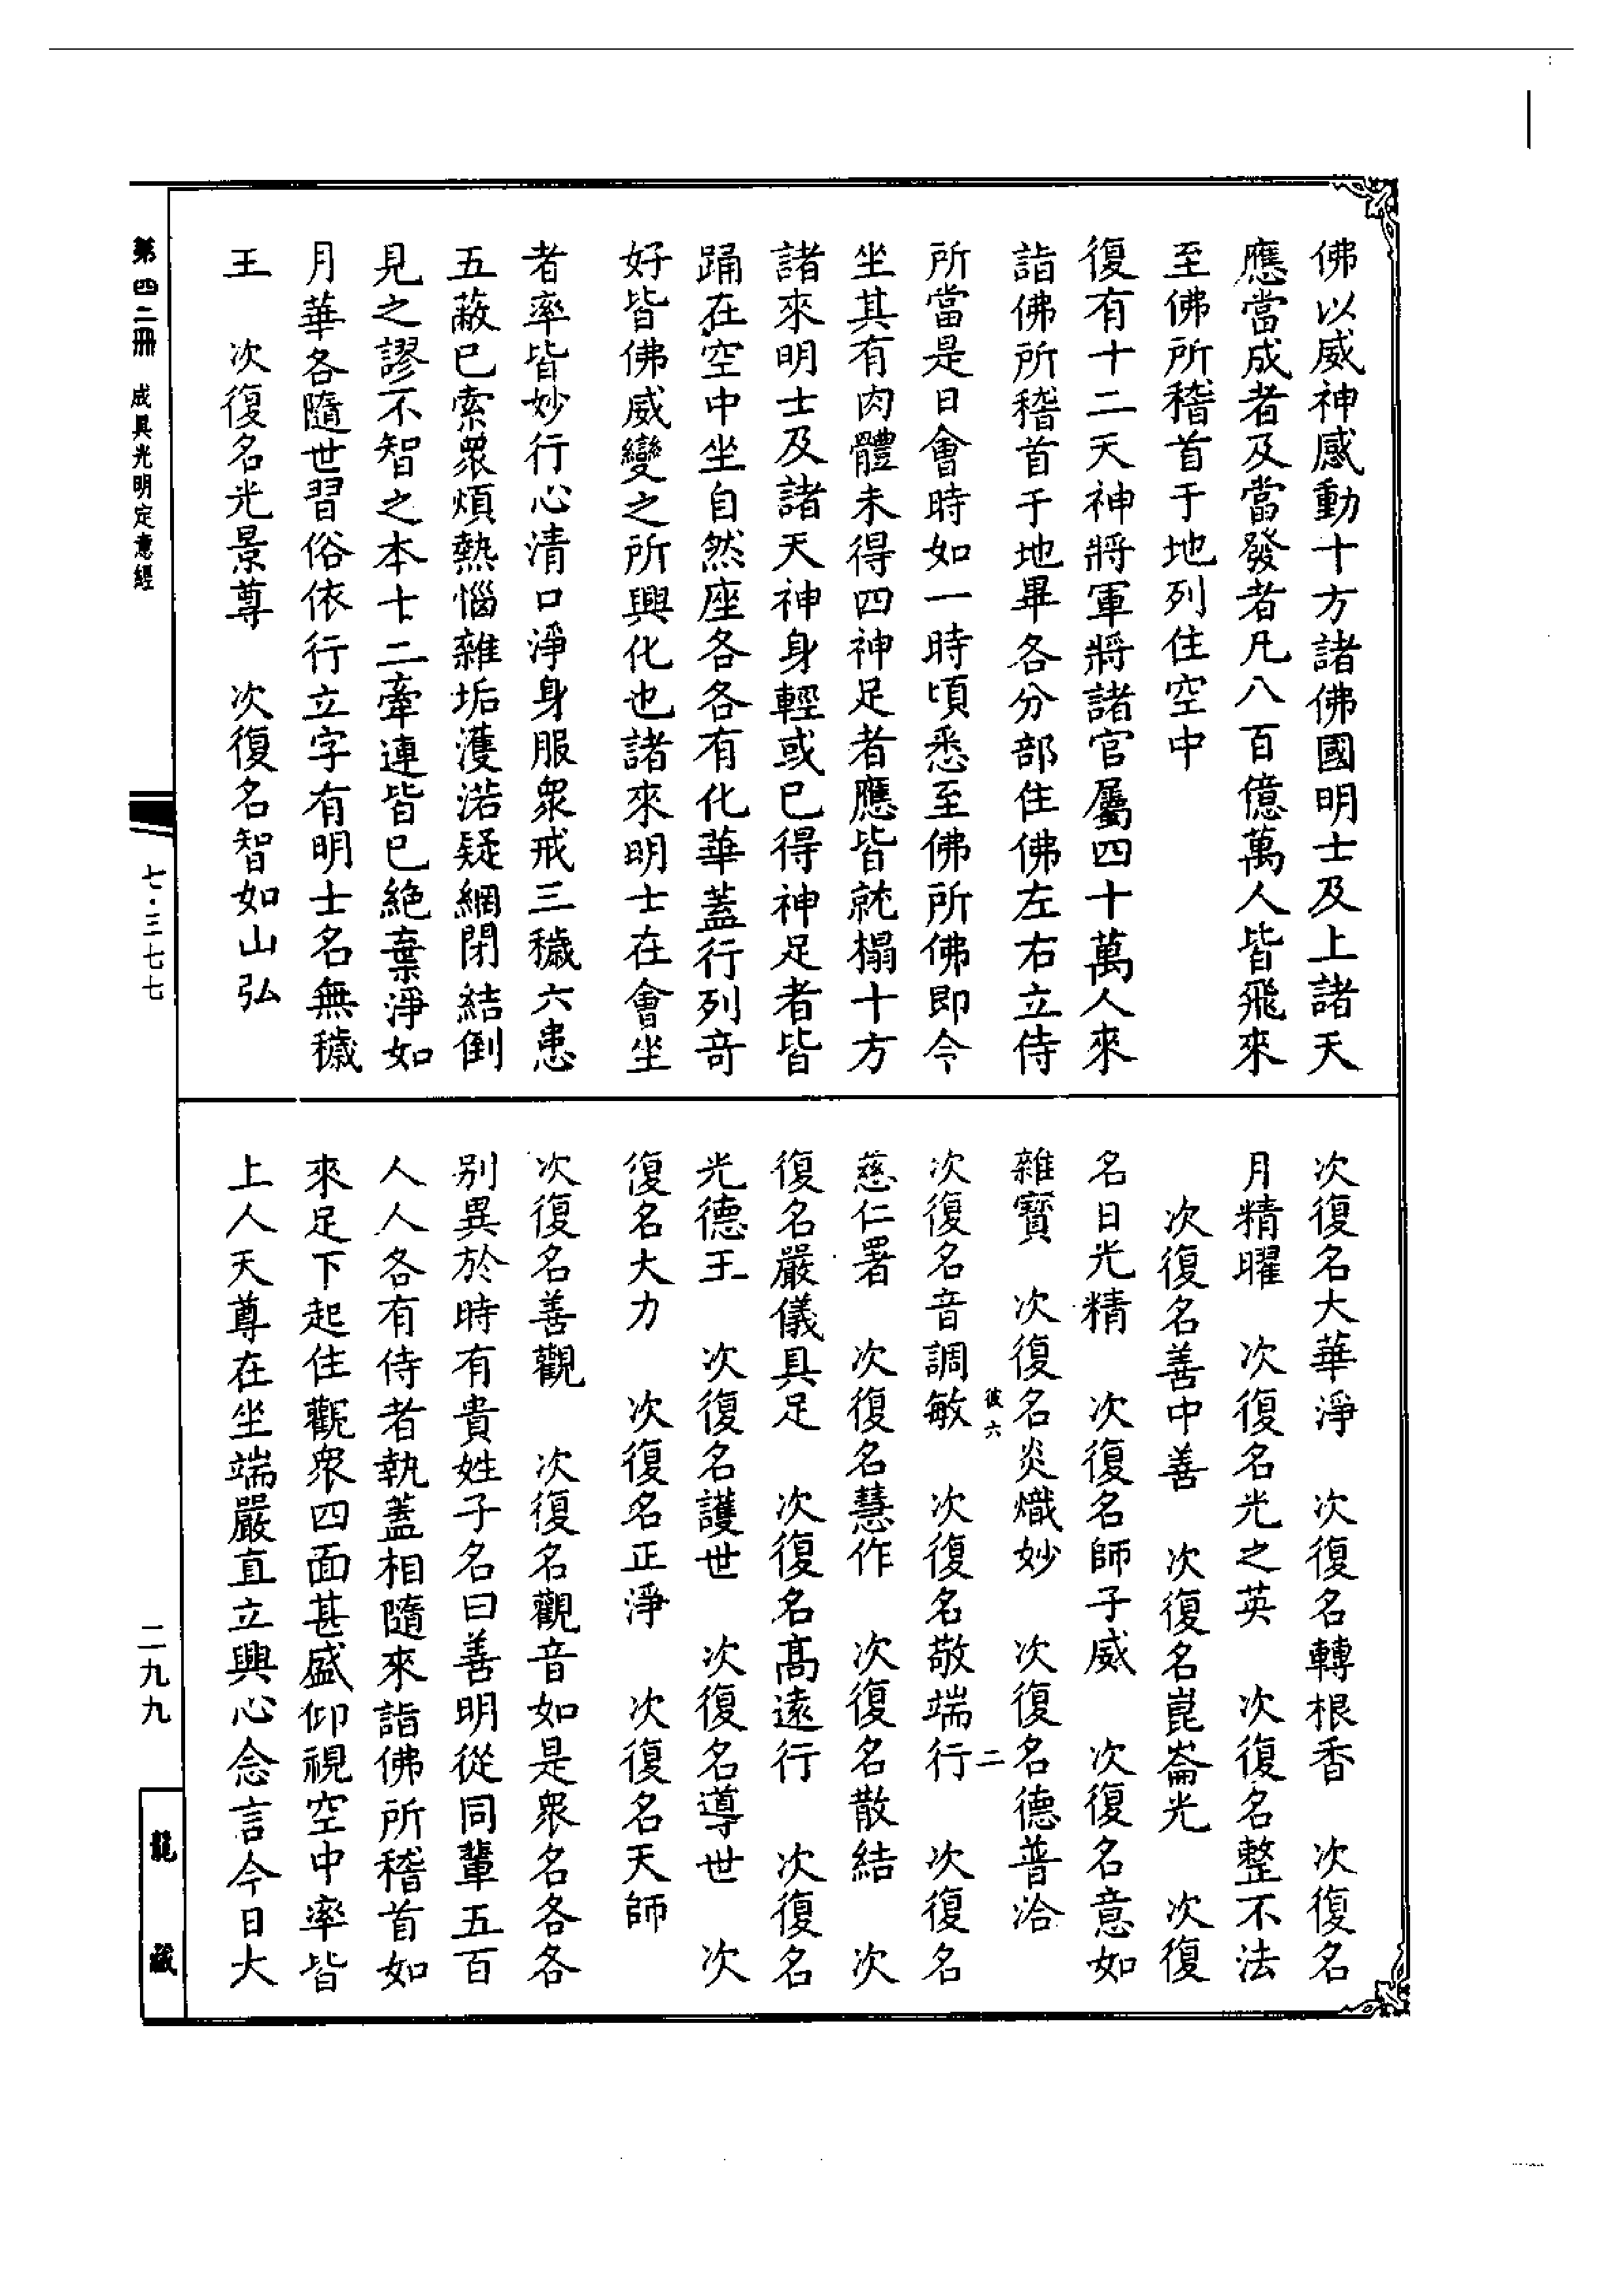 佛以威神感動十方諸佛國明士及上諸天
應當成者及當發者凡八百億萬人皆飛來
至佛所稽首于地列住空中
復有十二天神將軍將諸官屬四十萬人來
詣佛所稽首于地畢各分部住佛左右立侍
所當是日會時如一時頃悉至佛所佛即令
坐其有肉體未得四神足者應皆就榻十方
諸來明士及諸天神身輕或已得神足者皆
踊在空中坐自然座各各有化華蓋行列奇
好皆佛威變之所興化也諸來明士在會坐
者率皆妙行心清口淨身服眾戒三穢六患
五蔽已索眾煩熱惱雜垢濩渃疑網閉結倒
見之謬不智之本十二牽連皆已絕棄淨如
月華各隨世習俗依行立字有明士名無穢
王　次復名光景尊　次復名智如山弘
次復名大華淨　次復名轉根香　次復名
月精曜　次復名光之英　次復名整不法
次復名善中善　次復名崑崙光　次復
名日光精　次復名師子威　次復名意如
雜寶　次復名炎熾妙　次復名德普洽
彼六　二
次復名音調敏　次復名敬端行　次復名
慈仁署　次復名慧作　次復名散結　次
復名嚴儀具足　次復名高遠行　次復名
光德王　次復名護世　次復名導世　次
復名大力　次復名正淨　次復名天師
次復名善觀　次復名觀音如是眾名各各
別異於時有貴姓子名曰善明從同輩五百
人人各有侍者執蓋相隨來詣佛所稽首如
來足下起住觀眾四面甚盛仰視空中率皆
上人天尊在坐端嚴直立興心念言今日大
第四二冊　成具光明定意經
七·三七七
二九九
龍藏